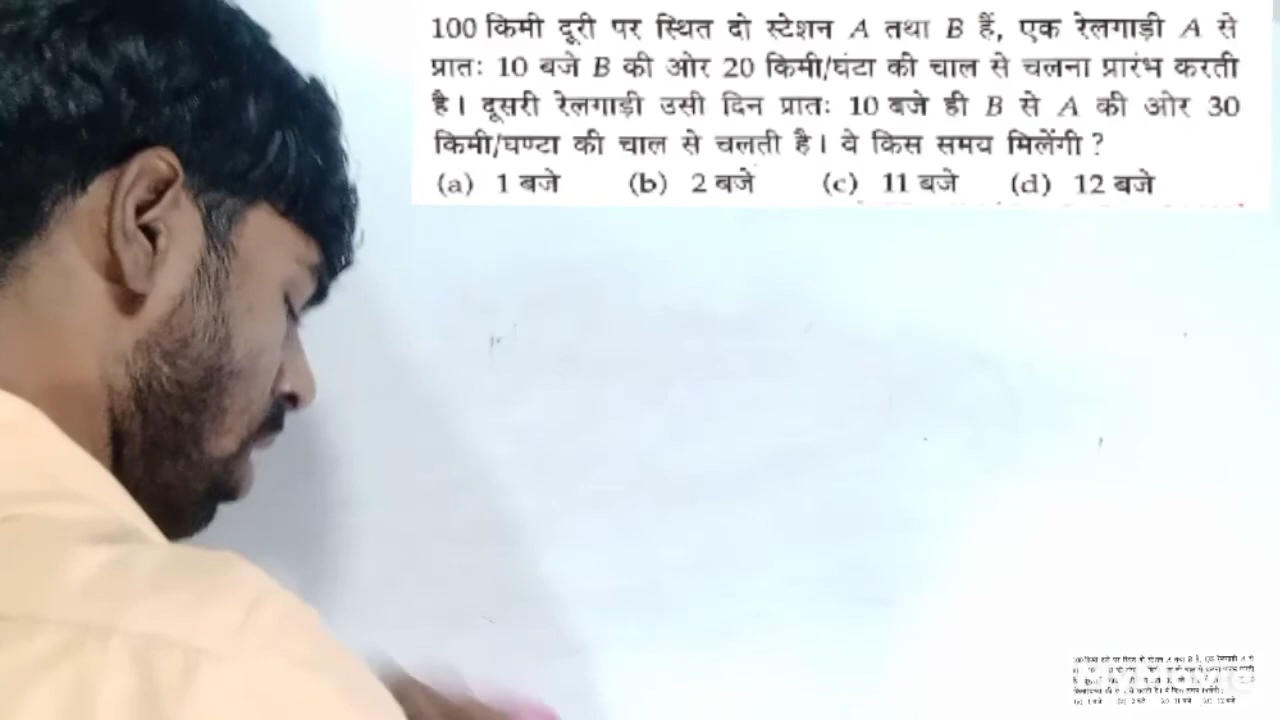 100 किमी दूरी पर स्थित दो स्टेशन A तथा B हैं, एक रेलगाड़ी A से
प्रातः 10 बजे B की ओर 20 किमी/घंटा की चाल से चलना प्रारंभ करती
है। दूसरी रेलगाड़ी उसी दिन प्रातः 10 बजे ही B से A की ओर 30
किमी/घण्टा की चाल से चलती है। वे किस समय मिलेंगी ?
(a) 1 बजे (b) 2 बजे (c) 11 बजे (d) 12 बजे